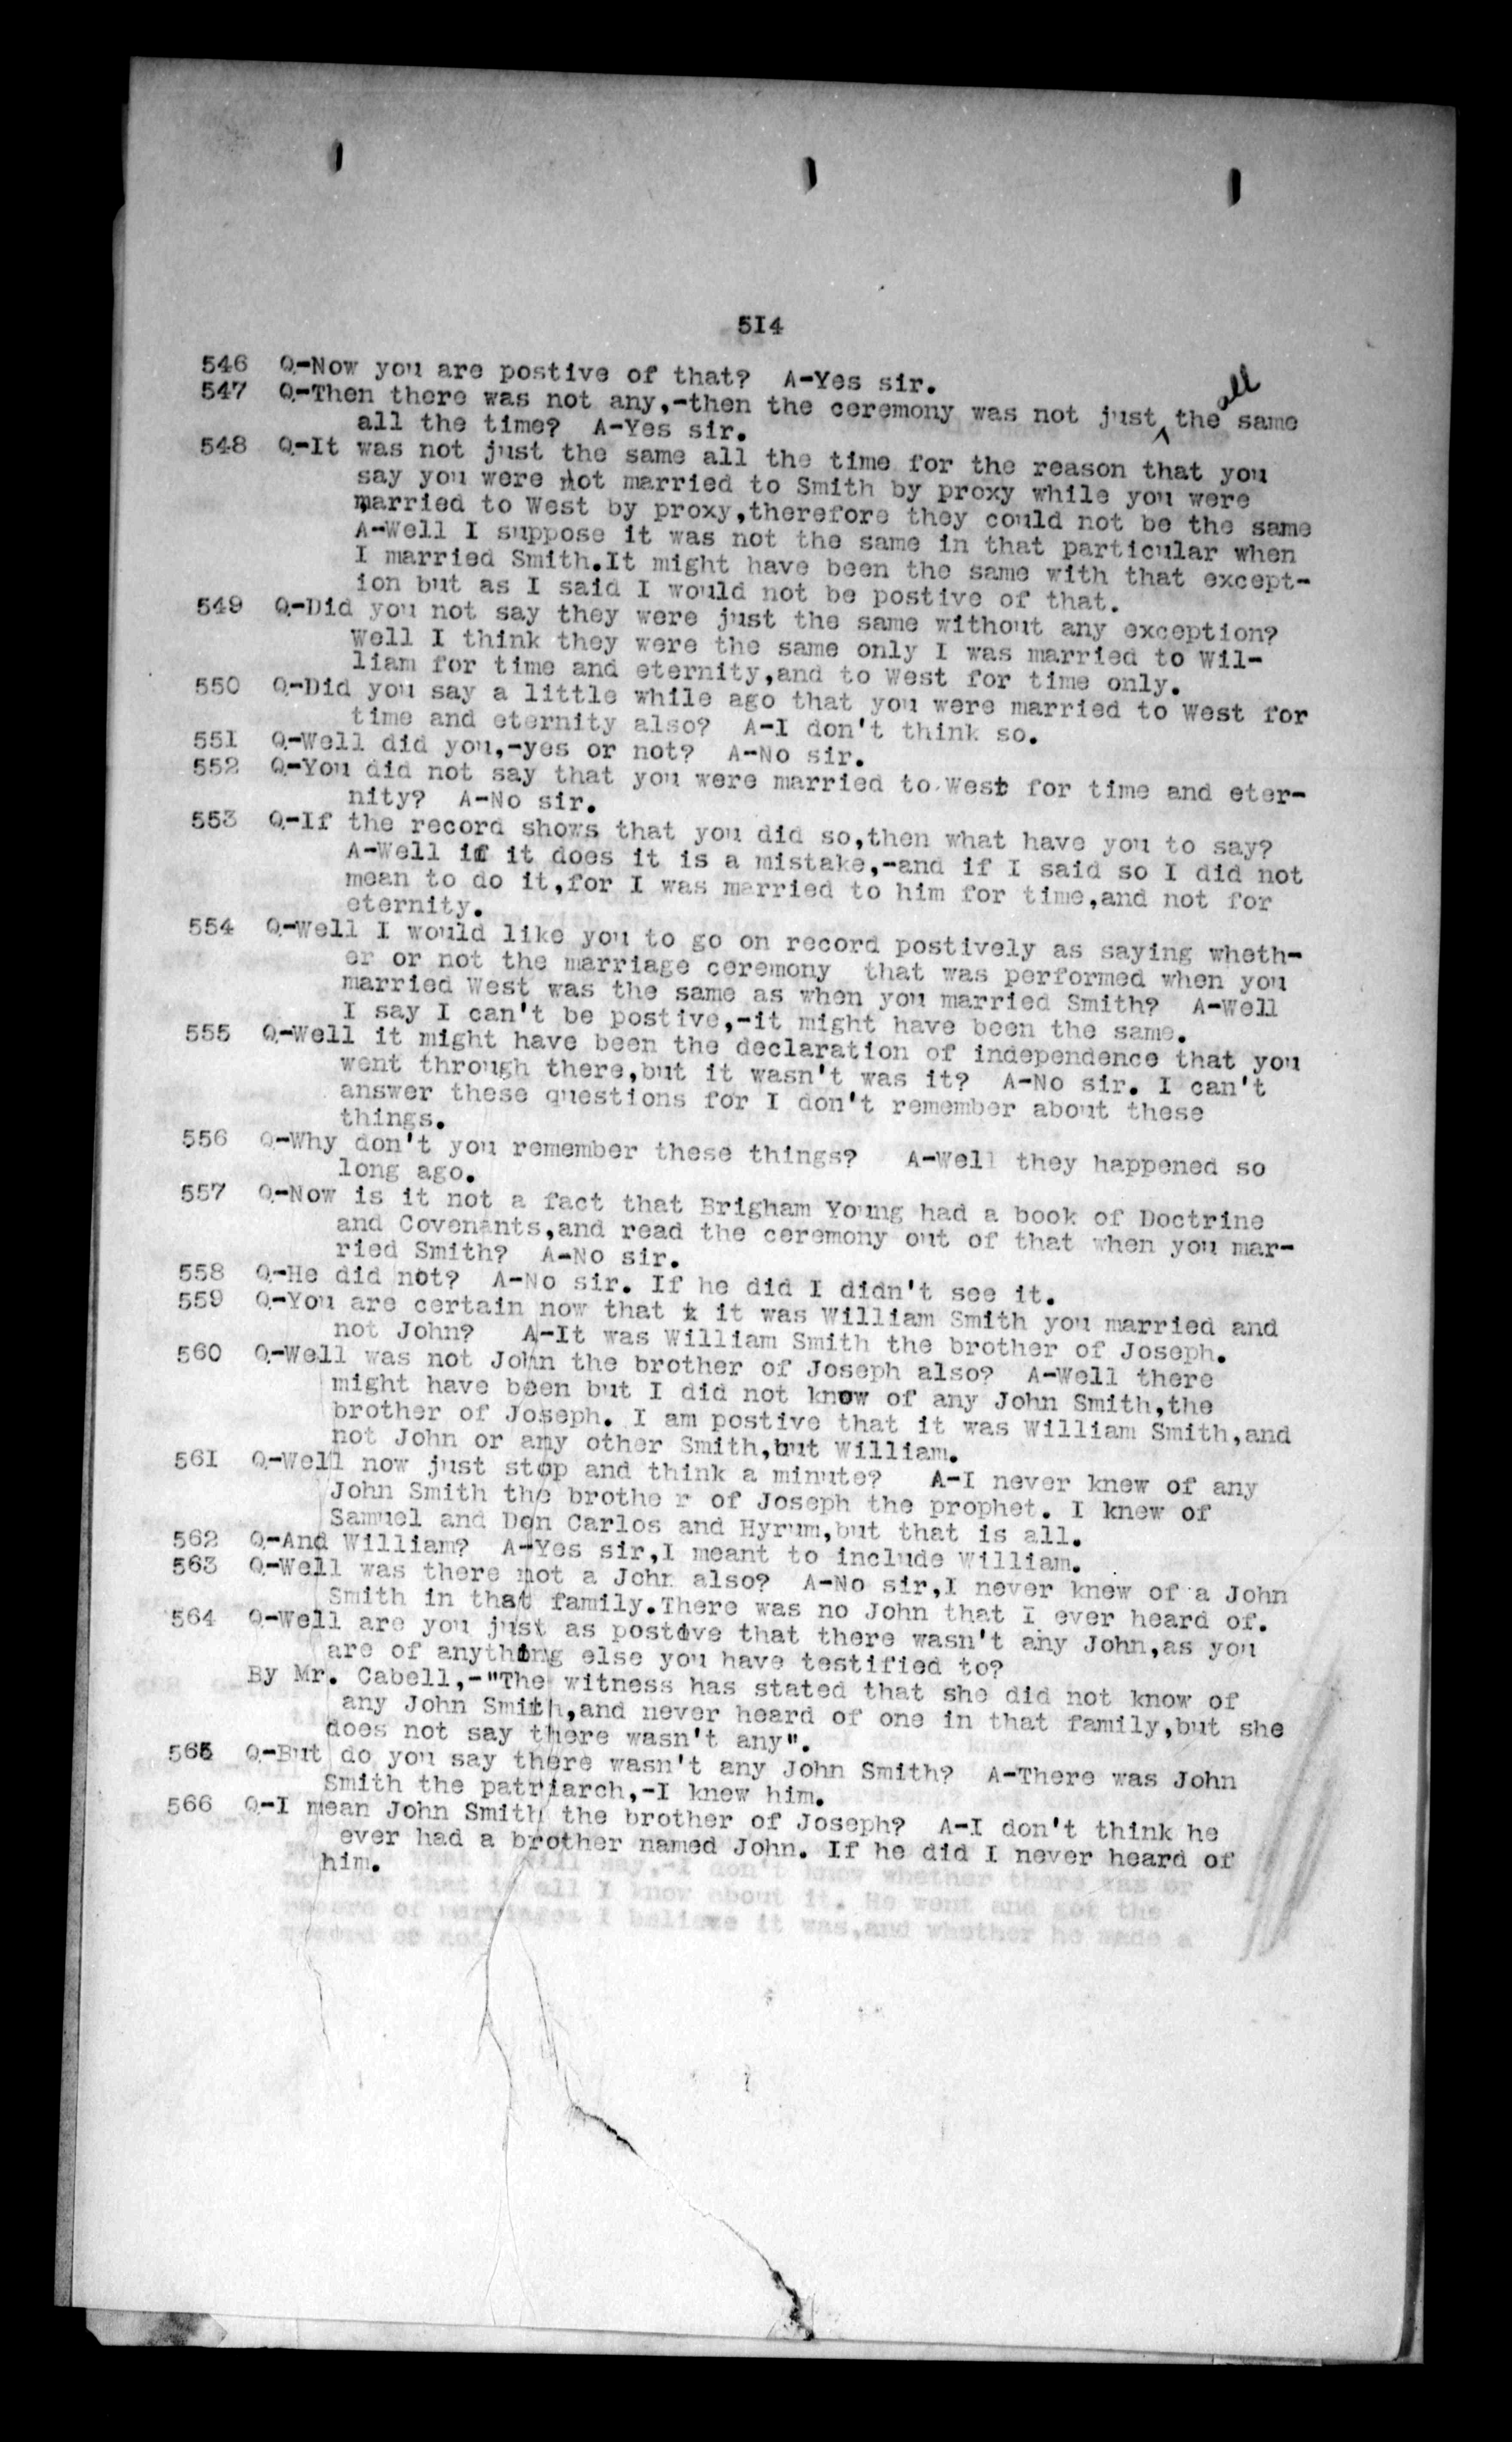 514
546 Q-Now you are postive of that? A-Yes sir.
547 Q-Then there was not any,-then the ceremony was not just ^ the all same
all the time? A-Yes sir.
548 Q-It was not just the same all the time for the reason that you
say you were not married to Smith by proxy while you were
married to West by proxy,therefore they could not be the same
A-Well I suppose it was not the same in that particular when
I married Smith.It might have been the same with that except-
ion but as I said I would not be postive of that.
549 Q-Did you not say they were just the same without any exception?
Well I think they were the same only I was married to Wil-
liam for time and eternity,and to West for time only.
550 Q-Did you say a little while ago that you were married to West for
time and eternity also? A-I don't think so.
551 Q-Well did you,-yes or not? A-No sir.
552 Q-You did not say that you were married to West for time and eter-
nity? A-No sir.
553 Q-If the record shows that you did so,then what have you to say?
A-Well if it does it is a mistake,-and if I said so I did not
mean to do it,for I was married to him for time,and not for
eternity.
554 Q-Well I would like you to go on record postively as saying wheth-
er or not the marriage ceremony that was performed when you
married West was the same as when you married Smith? A-Well
I say I can't be postive,-it might have been the same.
555 Q-Well it might have been the declaration of independence that you
went through there,but it wasn't was it? A-No sir. I can't
answer these questions for I don't remember about these
things.
556 Q-Why don't you remember these things? A-Well they happened so
long ago.
557 Q-Now is it not a fact that Brigham Young had a book of Doctrine
and Covenants,and read the ceremony out of that when you mar-
ried Smith? A-No sir.
558 Q-He did not? A-No sir. If he did I didn't see it.
559 Q-You are certain now that it was William Smith you married and
not John? A-It was William Smith the brother of Joseph.
560 Q-Well was not John the brother of Joseph also? A-Well there
might have been but I did not know of any John Smith,the
brother of Joseph. I am postive that it was William Smith,and
not John or any other Smith,but William.
561 Q-Well now just stop and think a minute? A-I never knew of any
John Smith the brothe r of Joseph the prophet. I knew of
Samuel and Don Carlos and Hyrum,but that is all.
562 Q-And William? A-Yes sir,I meant to include William.
563 Q-Well was there not a John also? A-No sir,I never knew of a John
Smith in that family.There was no John that I ever heard of.
564 Q-Well are you just as postive that there wasn't any John,as you
are of anything else you have testified to?
By Mr. Cabell,-"The witness has stated that she did not know of
any John Smith,and never heard of one in that family,but she
does not say there wasn't any".
565 Q-But do you say there wasn't any John Smith? A-There was John
Smith the patriarch,-I knew him.
566 Q-I mean John Smith the brother of Joseph? A-I don't think he
ever had a brother named John. If he did I never heard of
him.